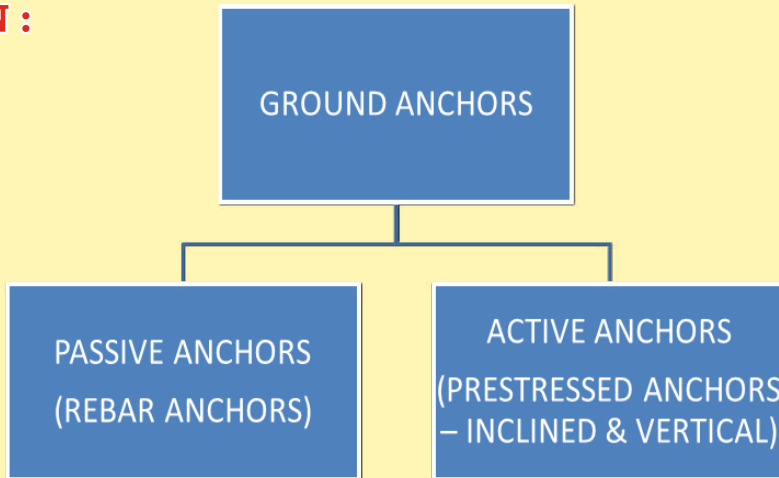 :
GROUND ANCHORS
PASSIVE ANCHORS
(REBAR ANCHORS)
ACTIVE ANCHORS
(PRESTRESSED ANCHORS
– INCLINED & VERTICAL)